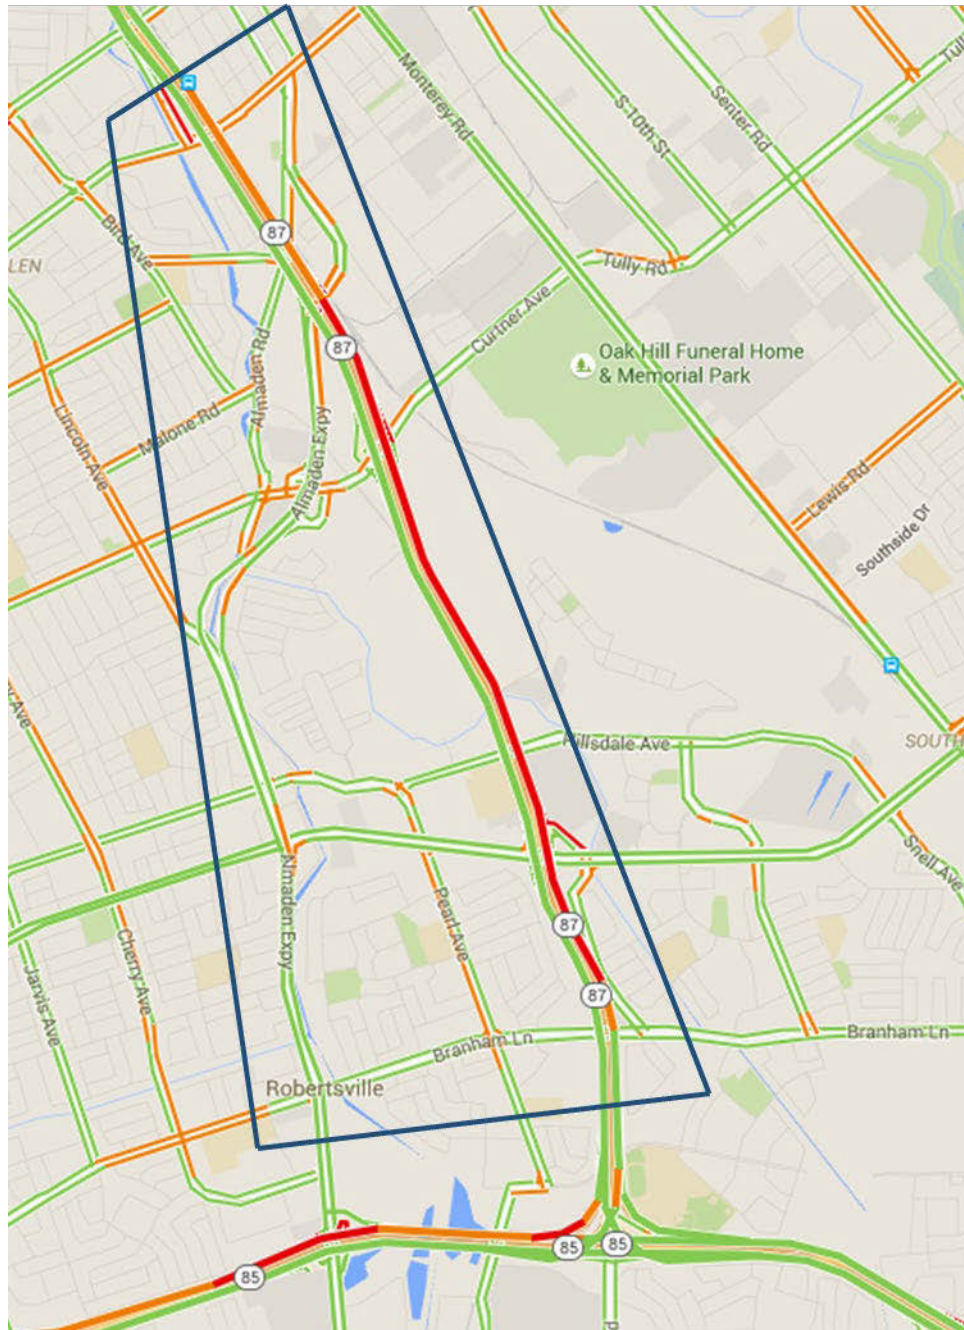 Monterey Rd
S 10th St
Senter Rd
Tull
87
Bird Ave
LEN
Tully Rd
Curtner Ave
Almaden Rd
87
Oak Hill Funeral Home
& Memorial Park
Malone Rd
Lincoln Ave
Almaden Expy
Lewis Rd
Southside Dr
y Ave
Hillsdale Ave
SOUTH
Almaden Expy
Pearl Ave
Snell Ave
87
Cherry Ave
Jarvis Ave
87
Branham Ln
Branham Ln
Robertsville
85
85
85